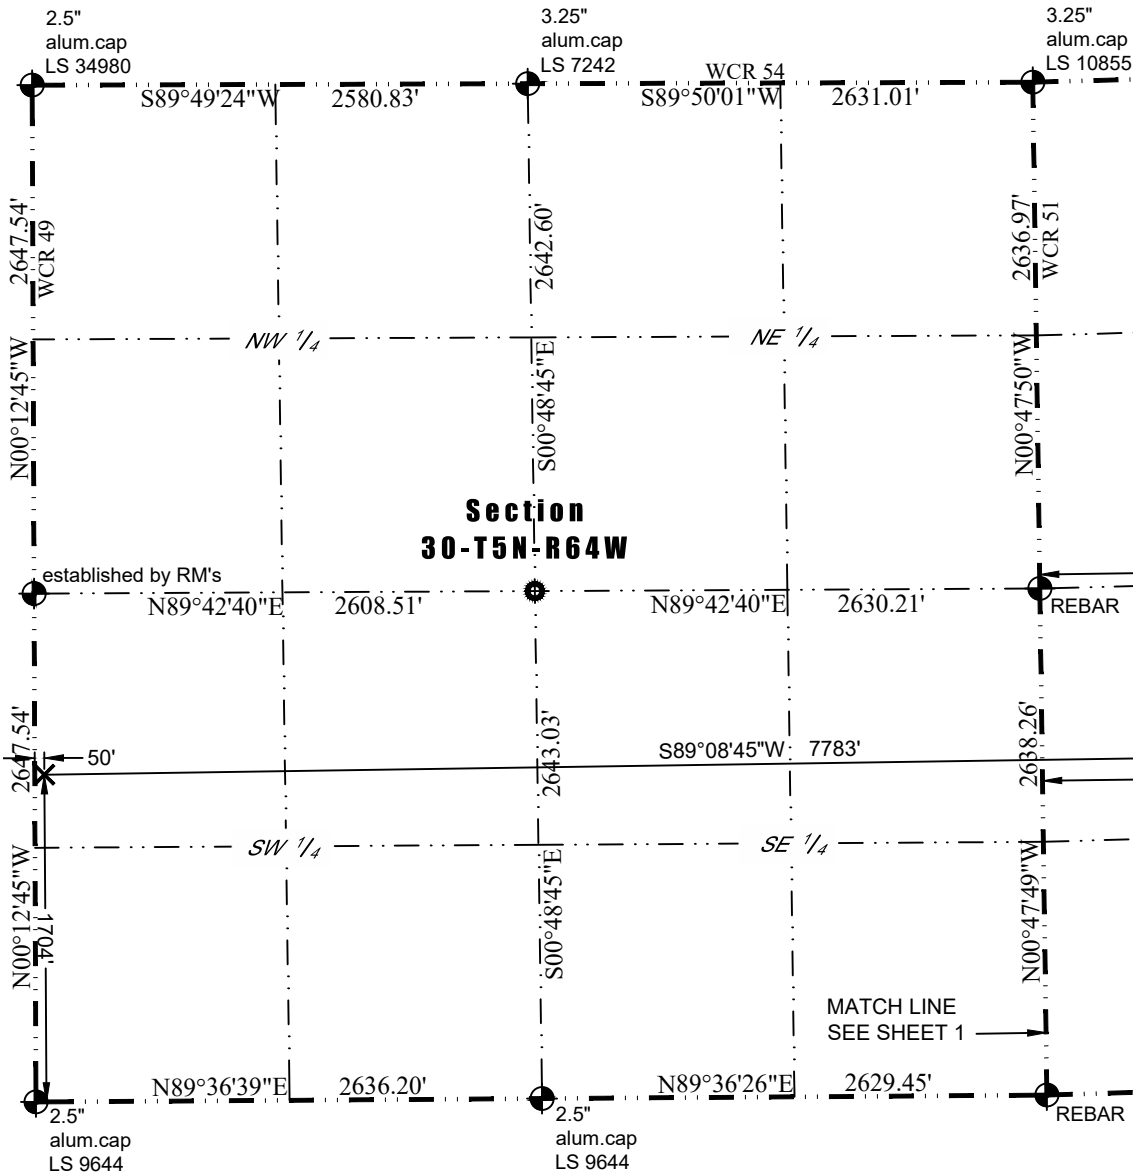 2.5"
alum.cap
LS 34980
3.25"
alum.cap
LS 7242
3.25"
alum.cap
LS 10855
WCR 54
S89°49'24"W 2580.83'
S89°50'01"W 2631.01'
2647.54'
WCR 49
2642.60'
2636.97'
WCR 51
NW 1/4
NE 1/4
N00°12'45"W
S00°48'45"E
N00°47'50"W
Section
30-T5N-R64W
established by RM's
N89°42'40"E 2608.51'
N89°42'40"E 2630.21'
REBAR
2647.54'
50'
2643.03'
S89°08'45"W 7783'
2638.26'
SW 1/4
SE 1/4
N00°12'45"W
1704'
S00°48'45"E
N00°47'49"W
MATCH LINE
SEE SHEET 1
N89°36'39"E 2636.20'
N89°36'26"E 2629.45'
2.5"
alum.cap
LS 9644
2.5"
alum.cap
LS 9644
REBAR